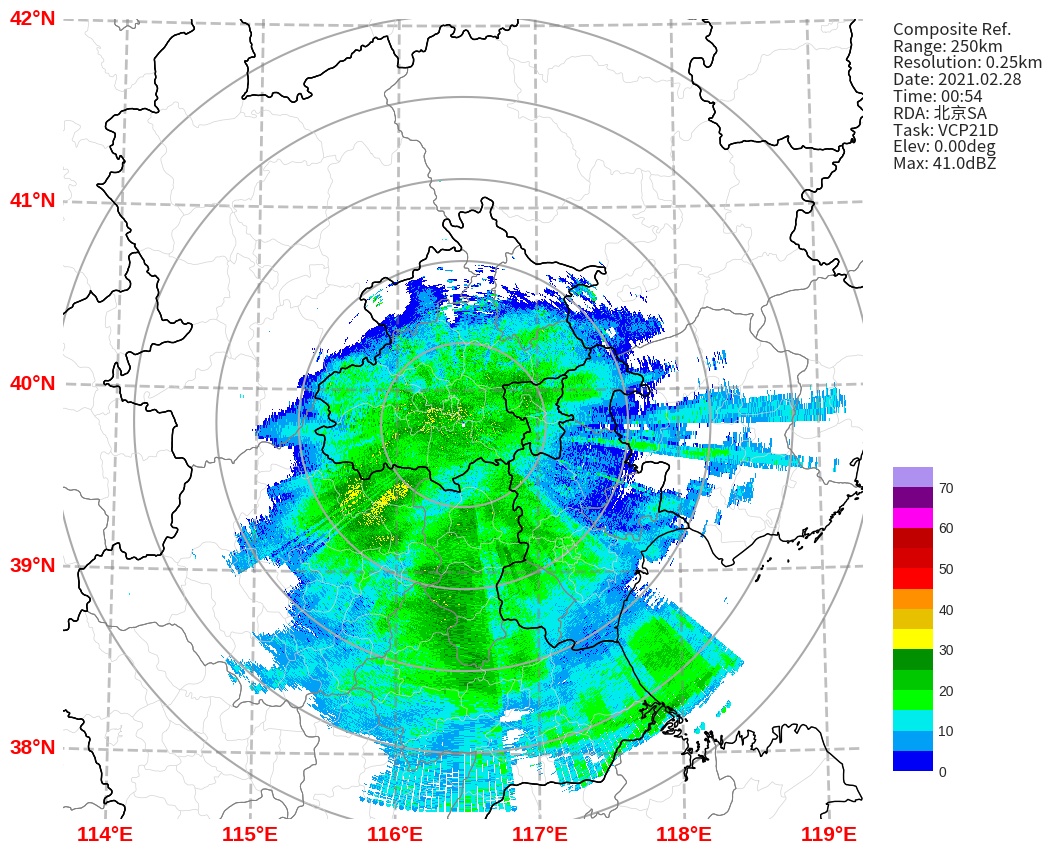 42°N
41°N
40°N
39°N
38°N
114°E 115°E 116°E 117°E 118°E 119°E
Composite Ref.
Range: 250km
Resolution: 0.25km
Date: 2021.02.28
Time: 00:54
RDA: 北京SA
Task: VCP21D
Elev: 0.00deg
Max: 41.0dBZ
70
60
50
40
30
20
10
0